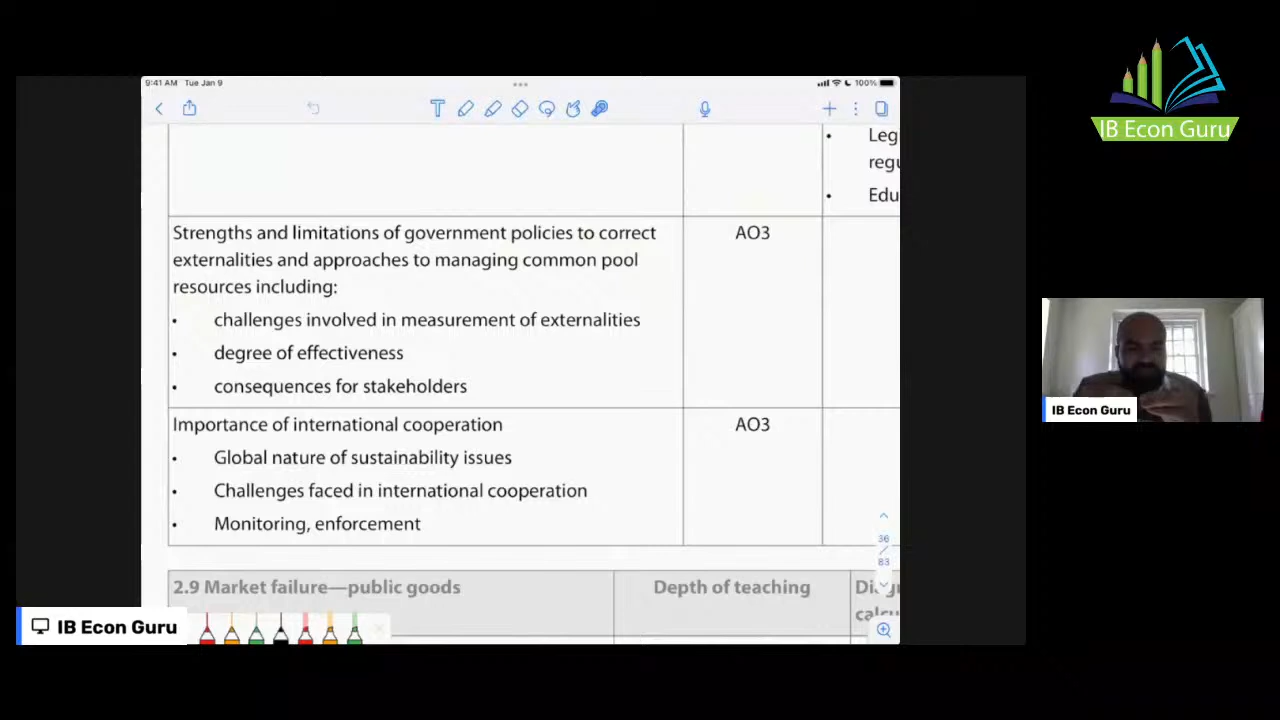 9:41 AM Tue Jan 9
100%
IB Econ Guru
• Leg
regu
• Edu
Strengths and limitations of government policies to correct
externalities and approaches to managing common pool
resources including:
• challenges involved in measurement of externalities
• degree of effectiveness
• consequences for stakeholders
AO3
Importance of international cooperation
• Global nature of sustainability issues
• Challenges faced in international cooperation
• Monitoring, enforcement
AO3
36
/
83
2.9 Market failure—public goods
Depth of teaching
IB Econ Guru
IB Econ Guru